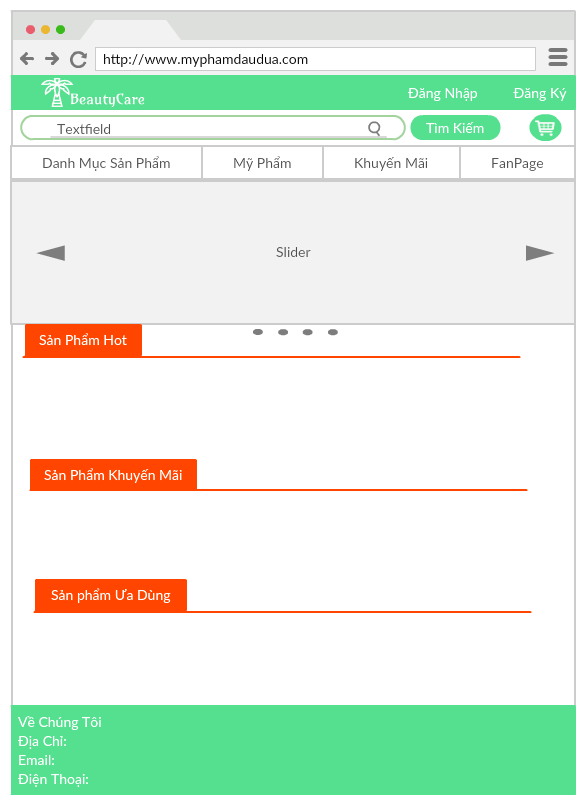 http://www.myphamdaudua.com
BeautyCare
Đăng Nhập
Đăng Ký
Textfield
Tìm Kiếm
Danh Mục Sản Phẩm
Mỹ Phẩm
Khuyến Mãi
FanPage
Slider
Sản Phẩm Hot
Sản Phẩm Khuyến Mãi
Sản phẩm Ưa Dùng
Về Chúng Tôi
Địa Chỉ:
Email:
Điện Thoại: